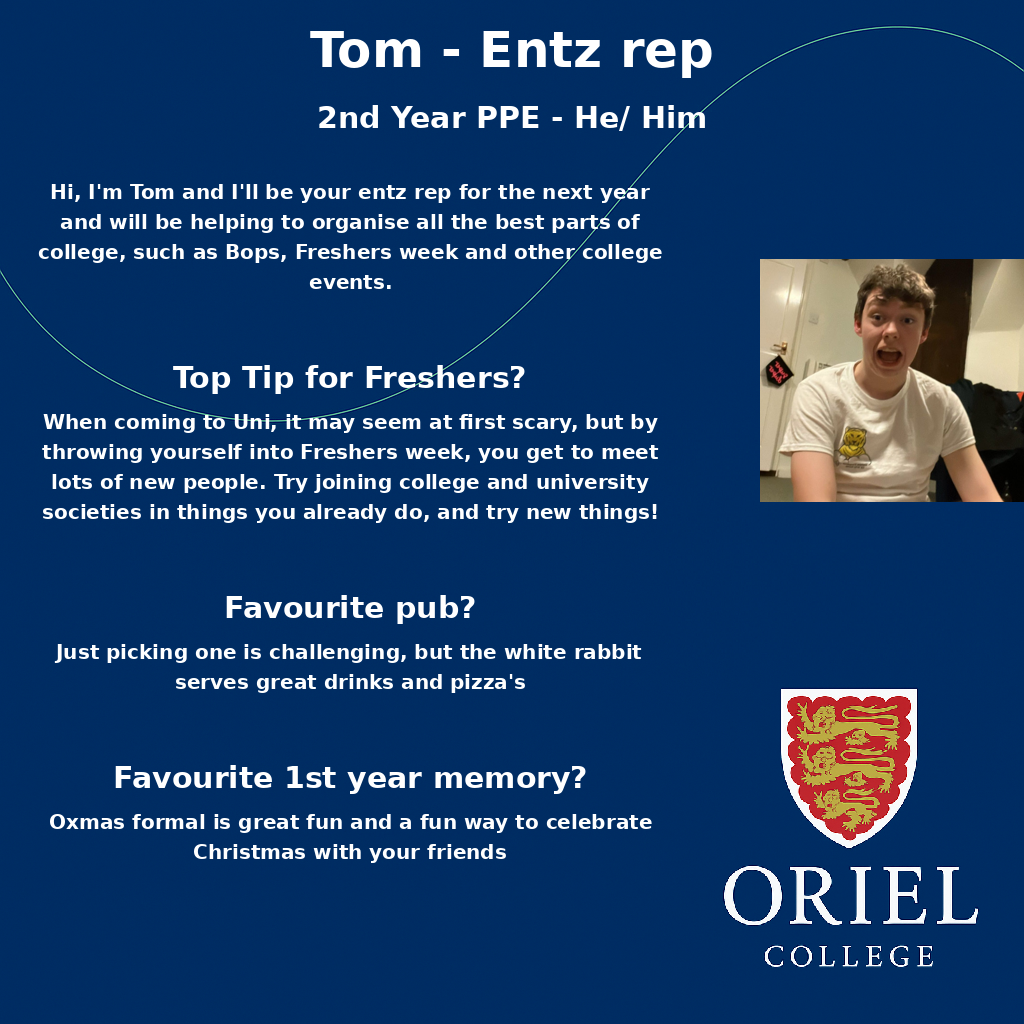 Tom - Entz rep
2nd Year PPE - He/ Him
Hi, I'm Tom and I'll be your entz rep for the next year
and will be helping to organise all the best parts of
college, such as Bops, Freshers week and other college
events.
Top Tip for Freshers?
When coming to Uni, it may seem at first scary, but by
throwing yourself into Freshers week, you get to meet
lots of new people. Try joining college and university
societies in things you already do, and try new things!
Favourite pub?
Just picking one is challenging, but the white rabbit
serves great drinks and pizza's
Favourite 1st year memory?
Oxmas formal is great fun and a fun way to celebrate
Christmas with your friends
ORIEL
COLLEGE